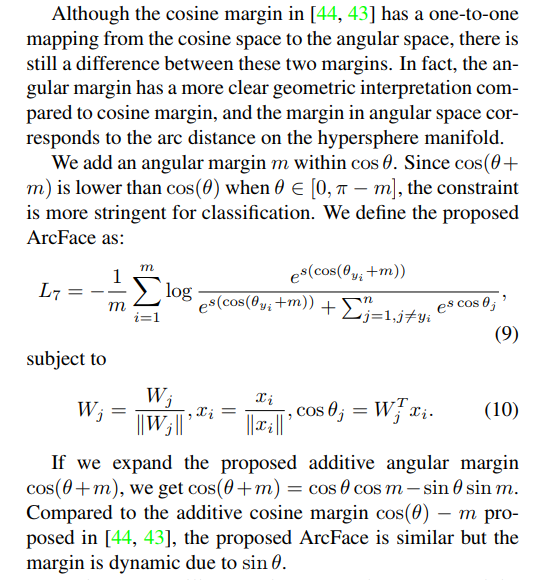 Although the cosine margin in [44, 43] has a one-to-one
mapping from the cosine space to the angular space, there is
still a difference between these two margins. In fact, the an-
gular margin has a more clear geometric interpretation com-
pared to cosine margin, and the margin in angular space cor-
responds to the arc distance on the hypersphere manifold.
We add an angular margin m within cos θ. Since cos(θ+
m) is lower than cos(θ) when θ ∈ [0, π − m], the constraint
is more stringent for classification. We define the proposed
ArcFace as:
L₇ = −\frac{1}{m} \sum_{i=1}^{m} \log \frac{e^{s(\cos(θ_{y_i}+m))}}{e^{s(\cos(θ_{y_i}+m))} + \sum_{j=1,j≠y_i}^{n} e^{s \cos θ_j}},
(9)
subject to
W_j = \frac{W_j}{‖W_j‖}, x_i = \frac{x_i}{‖x_i‖}, \cos θ_j = W_j^T x_i. (10)
If we expand the proposed additive angular margin
cos(θ+m), we get cos(θ+m) = cos θ cos m−sin θ sin m.
Compared to the additive cosine margin cos(θ) − m pro-
posed in [44, 43], the proposed ArcFace is similar but the
margin is dynamic due to sin θ.